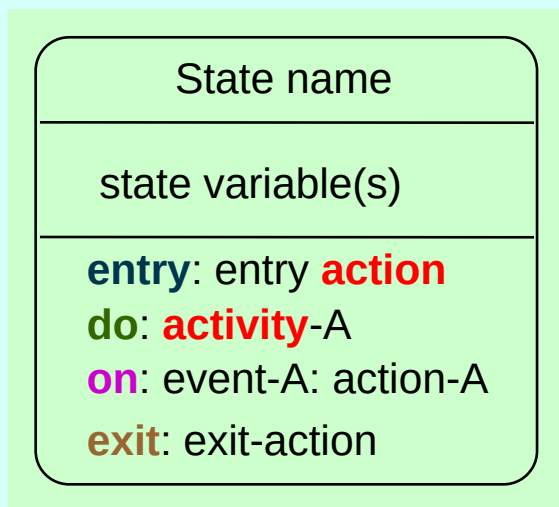 State name
state variable(s)
entry: entry action
do: activity-A
on: event-A: action-A
exit: exit-action